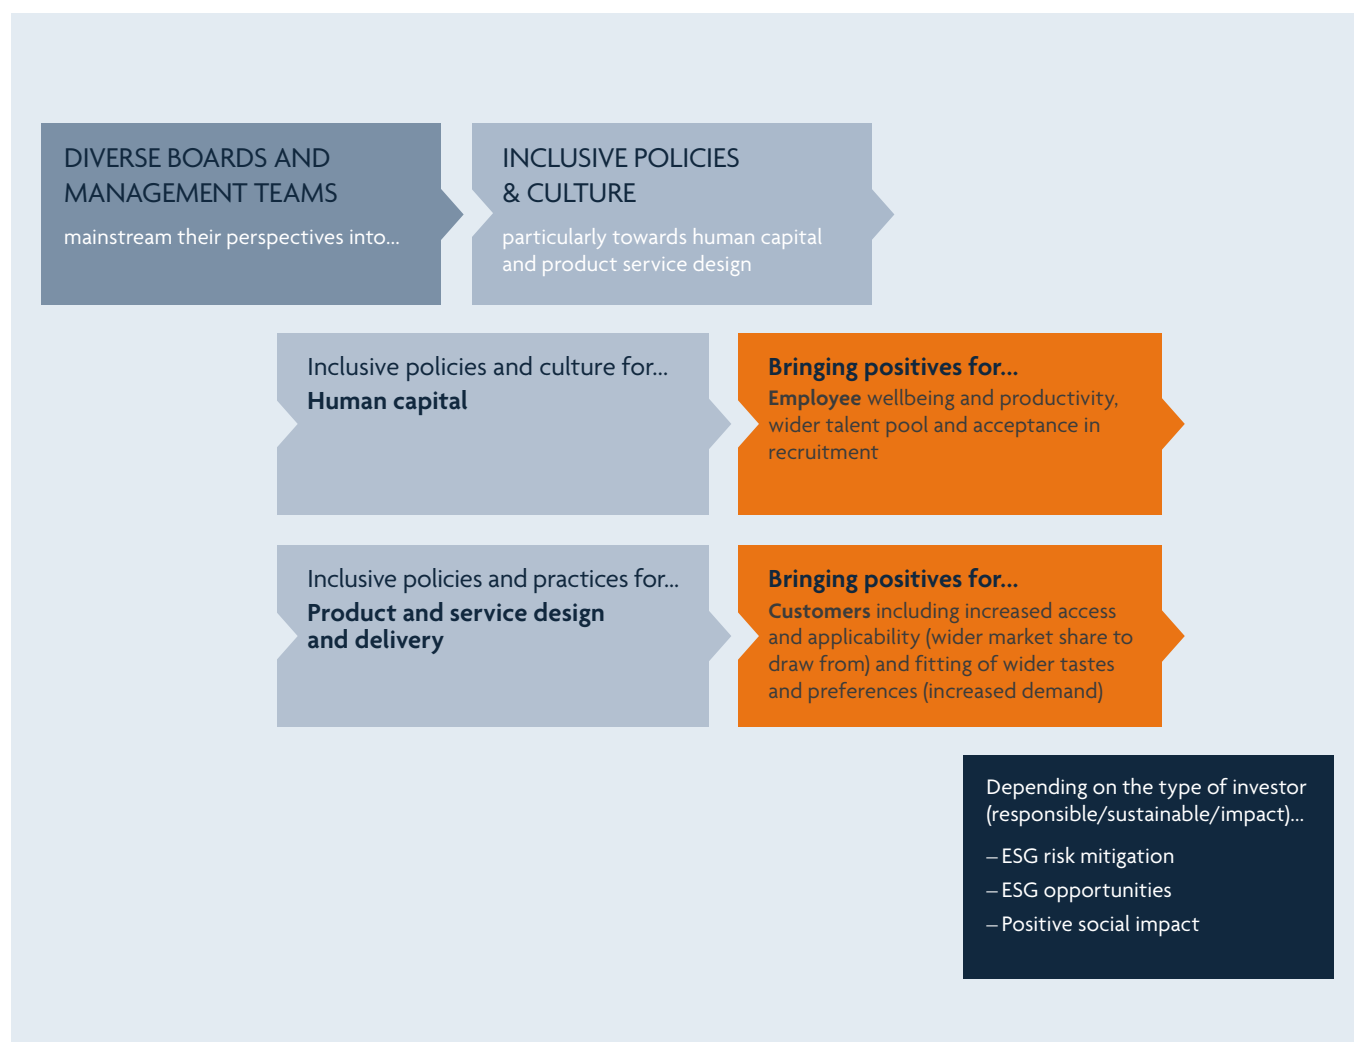 DIVERSE BOARDS AND
MANAGEMENT TEAMS
mainstream their perspectives into...
INCLUSIVE POLICIES
& CULTURE
particularly towards human capital
and product service design
Inclusive policies and culture for...
Human capital
Bringing positives for...
Employee wellbeing and productivity,
wider talent pool and acceptance in
recruitment
Inclusive policies and practices for...
Product and service design
and delivery
Bringing positives for...
Customers including increased access
and applicability (wider market share to
draw from) and fitting of wider tastes
and preferences (increased demand)
Depending on the type of investor
(responsible/sustainable/impact)...
– ESG risk mitigation
– ESG opportunities
– Positive social impact